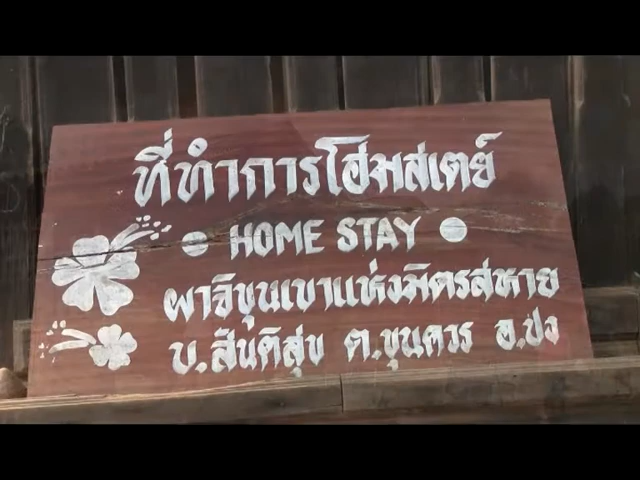 ที่ทำการโฮมสเตย์
HOME STAY
ผาจิขุนเขาแห่งมิตรสหาย
บ.สันติสุข ต.ขุนควร อ.ปง